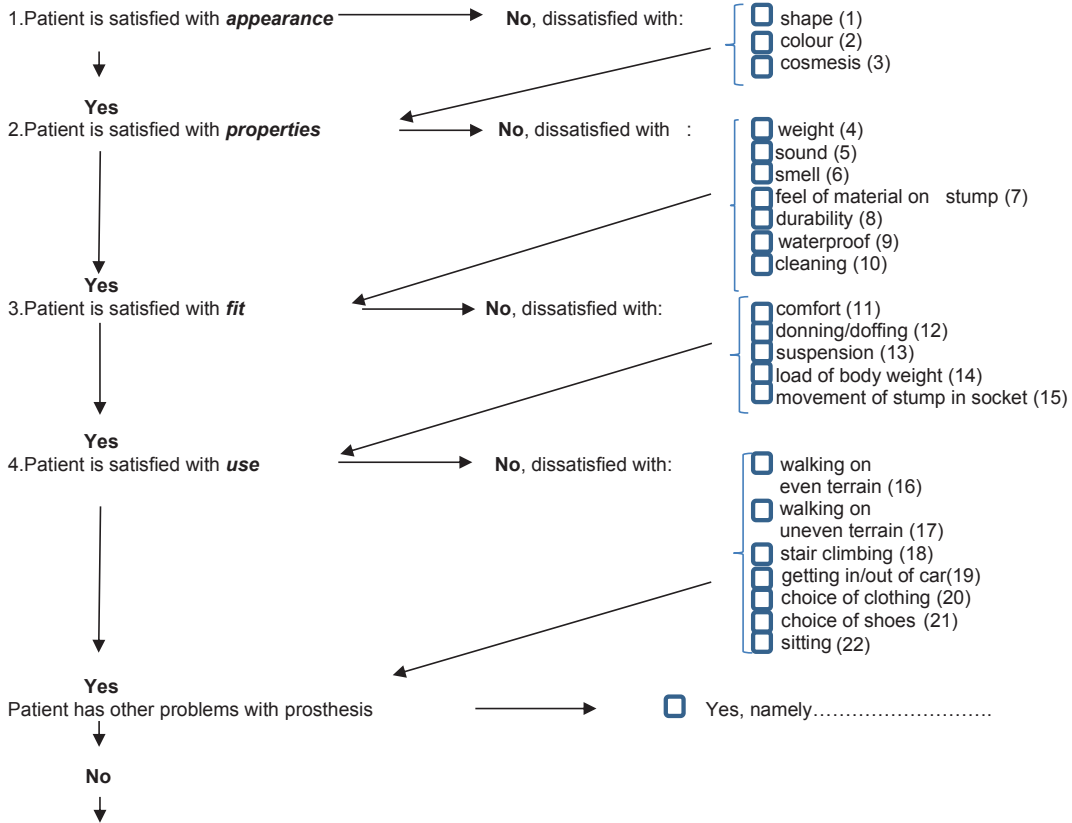 1.Patient is satisfied with appearance
No, dissatisfied with:
shape (1)
colour (2)
cosmesis (3)
Yes
2.Patient is satisfied with properties
No, dissatisfied with :
weight (4)
sound (5)
smell (6)
feel of material on stump (7)
durability (8)
waterproof (9)
cleaning (10)
Yes
3.Patient is satisfied with fit
No, dissatisfied with:
comfort (11)
donning/doffing (12)
suspension (13)
load of body weight (14)
movement of stump in socket (15)
Yes
4.Patient is satisfied with use
No, dissatisfied with:
walking on
even terrain (16)
walking on
uneven terrain (17)
stair climbing (18)
getting in/out of car(19)
choice of clothing (20)
choice of shoes (21)
sitting (22)
Yes
Patient has other problems with prosthesis
Yes, namely……………………….
No